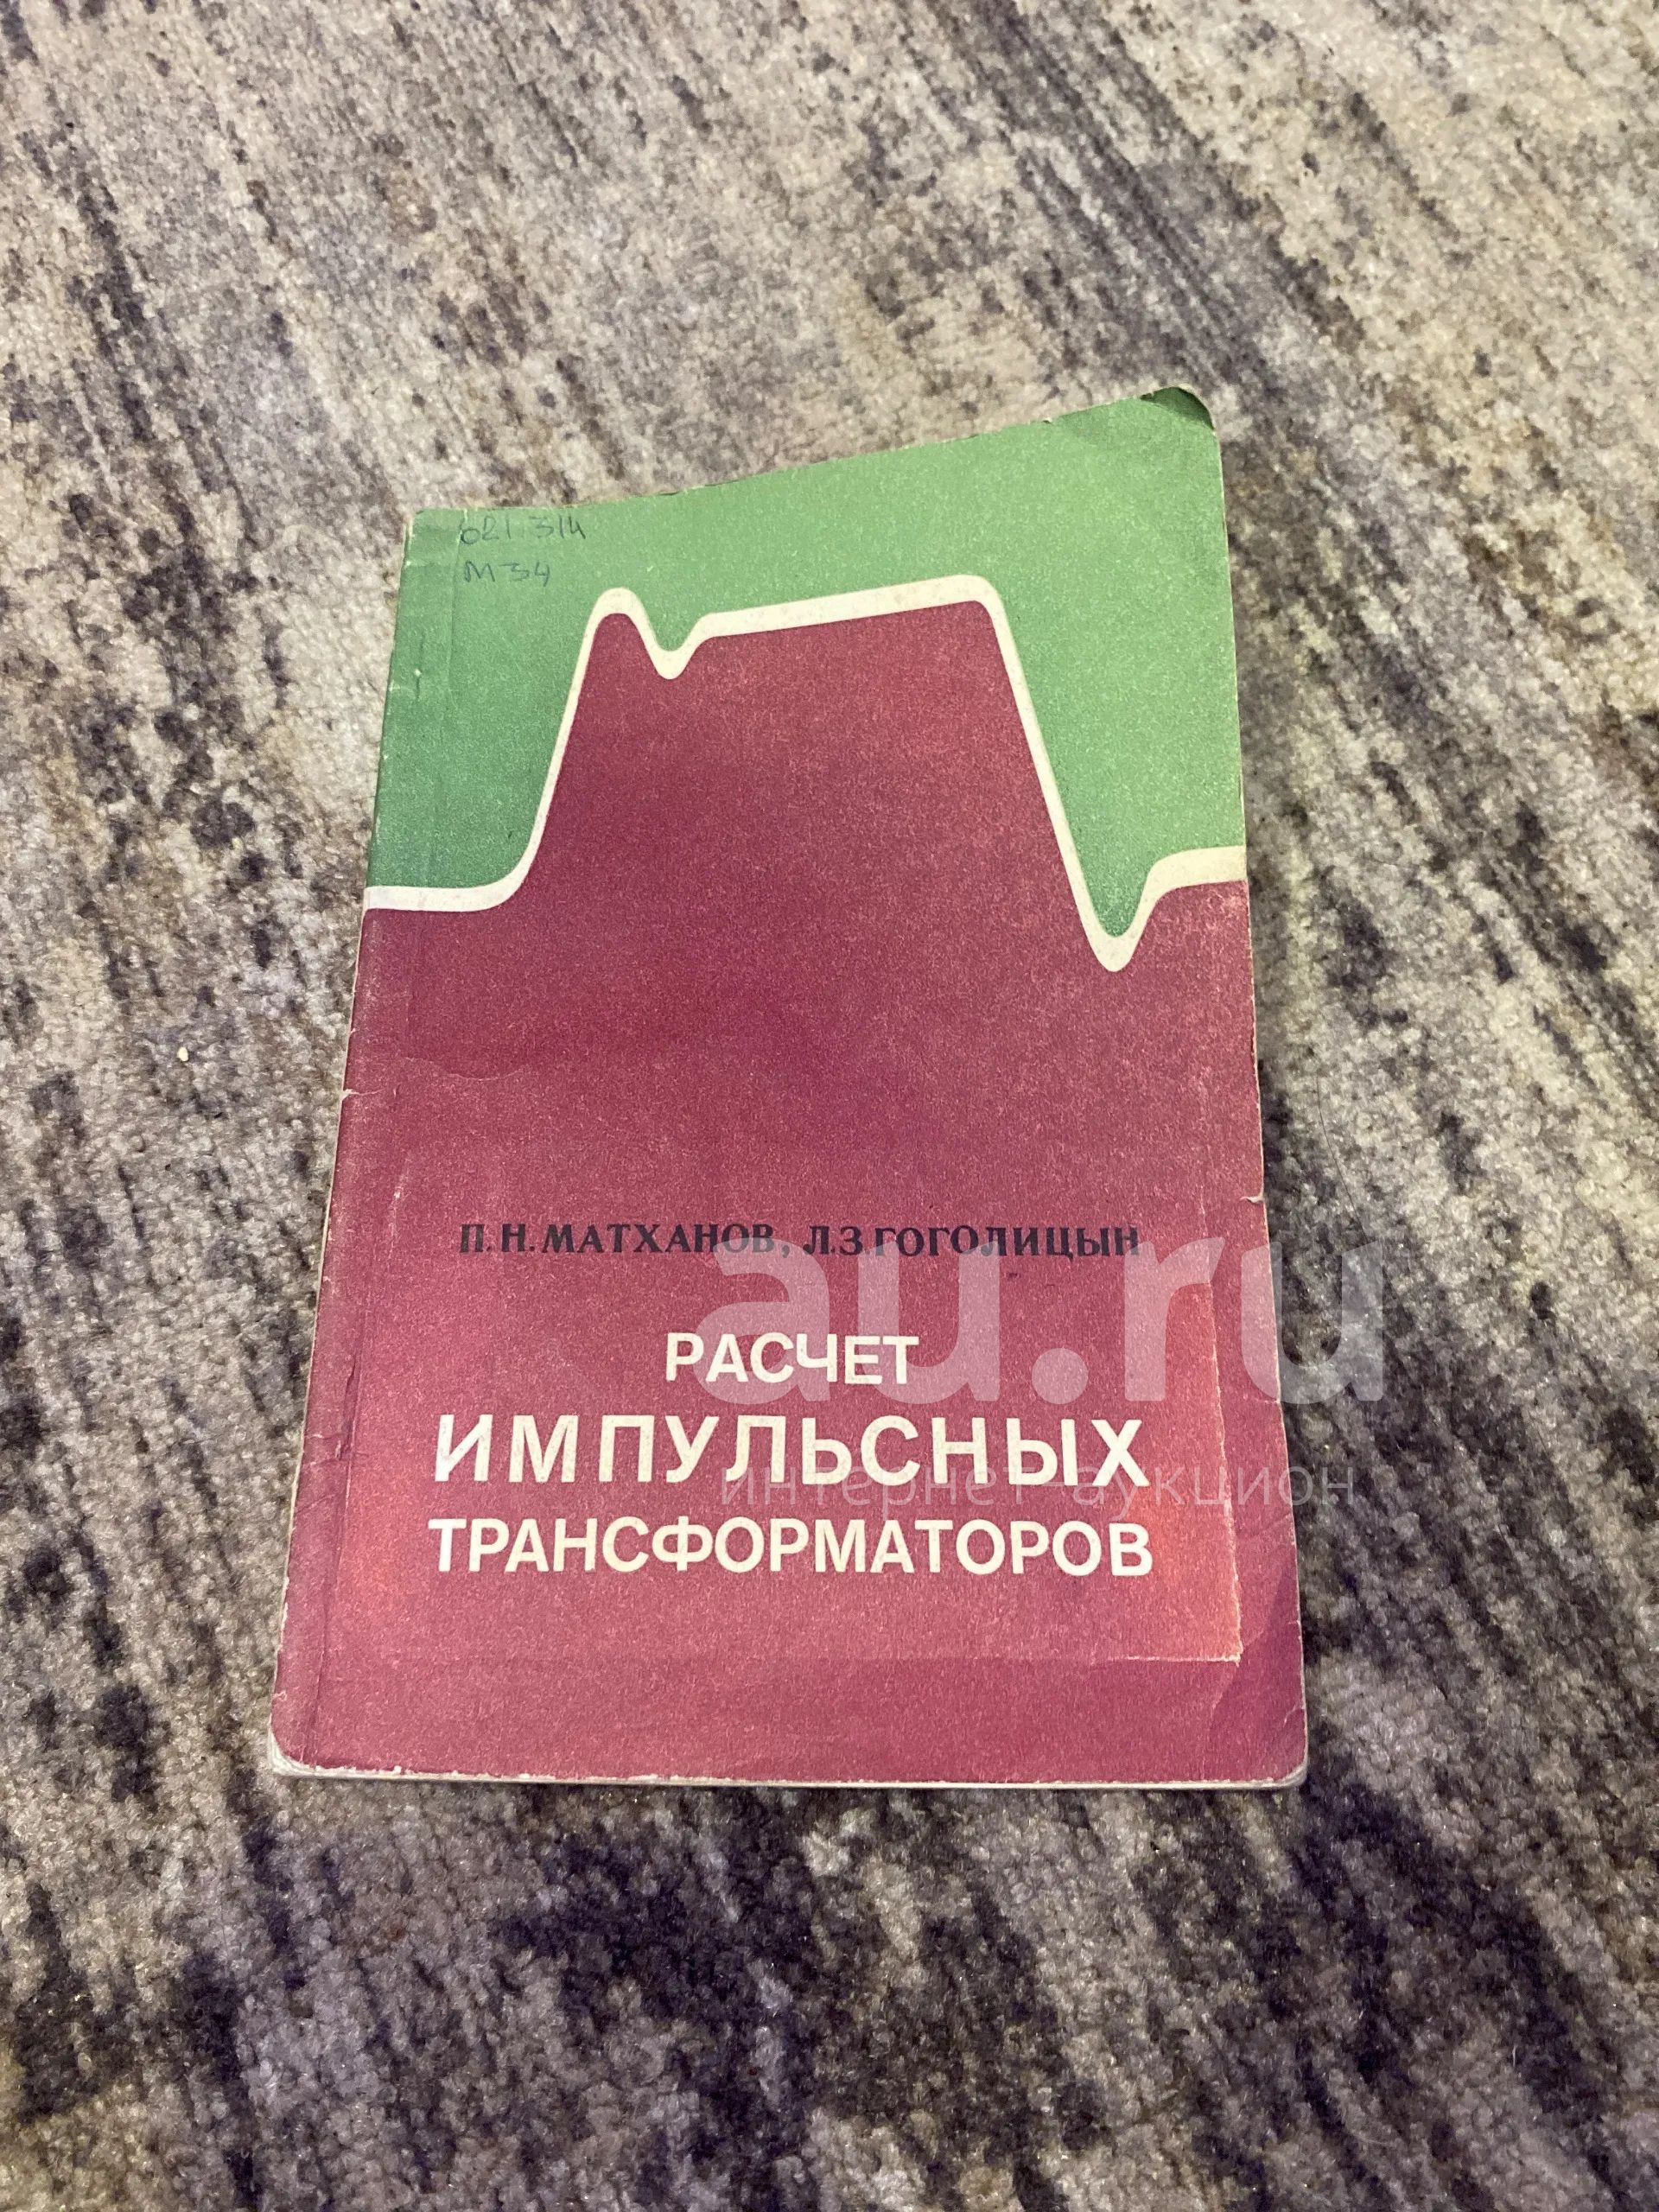 621.314
М34
П. Н. МАТХАНОВ, Л. З. ГОГОЛИЦЫН
au.ru
РАСЧЕТ
ИМПУЛЬСНЫХ
интернет-аукцион
ТРАНСФОРМАТОРОВ